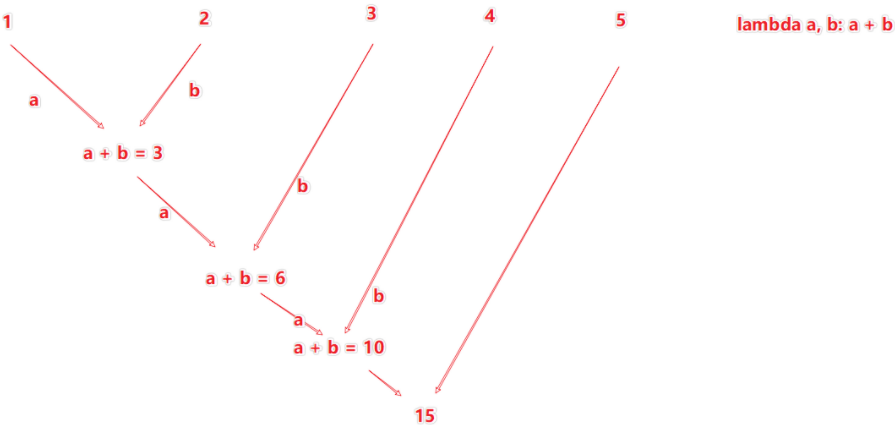 1 2 3 4 5 lambda a, b: a + b
a b
a + b = 3
a b
a + b = 6
a b
a + b = 10
15